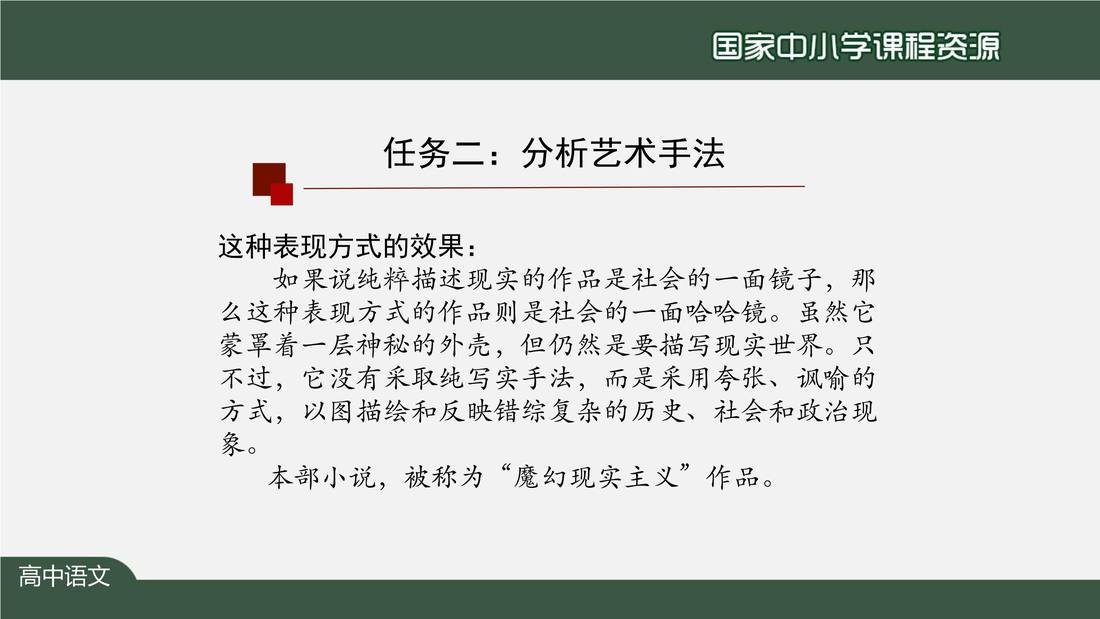 国家中小学课程资源
任务二：分析艺术手法
这种表现方式的效果：
如果说纯粹描述现实的作品是社会的一面镜子，那
么这种表现方式的作品则是社会的一面哈哈镜。虽然它
蒙罩着一层神秘的外壳，但仍然是要描写现实世界。只
不过，它没有采取纯写实手法，而是采用夸张、讽喻的
方式，以图描绘和反映错综复杂的历史、社会和政治现
象。
本部小说，被称为“魔幻现实主义”作品。
高中语文